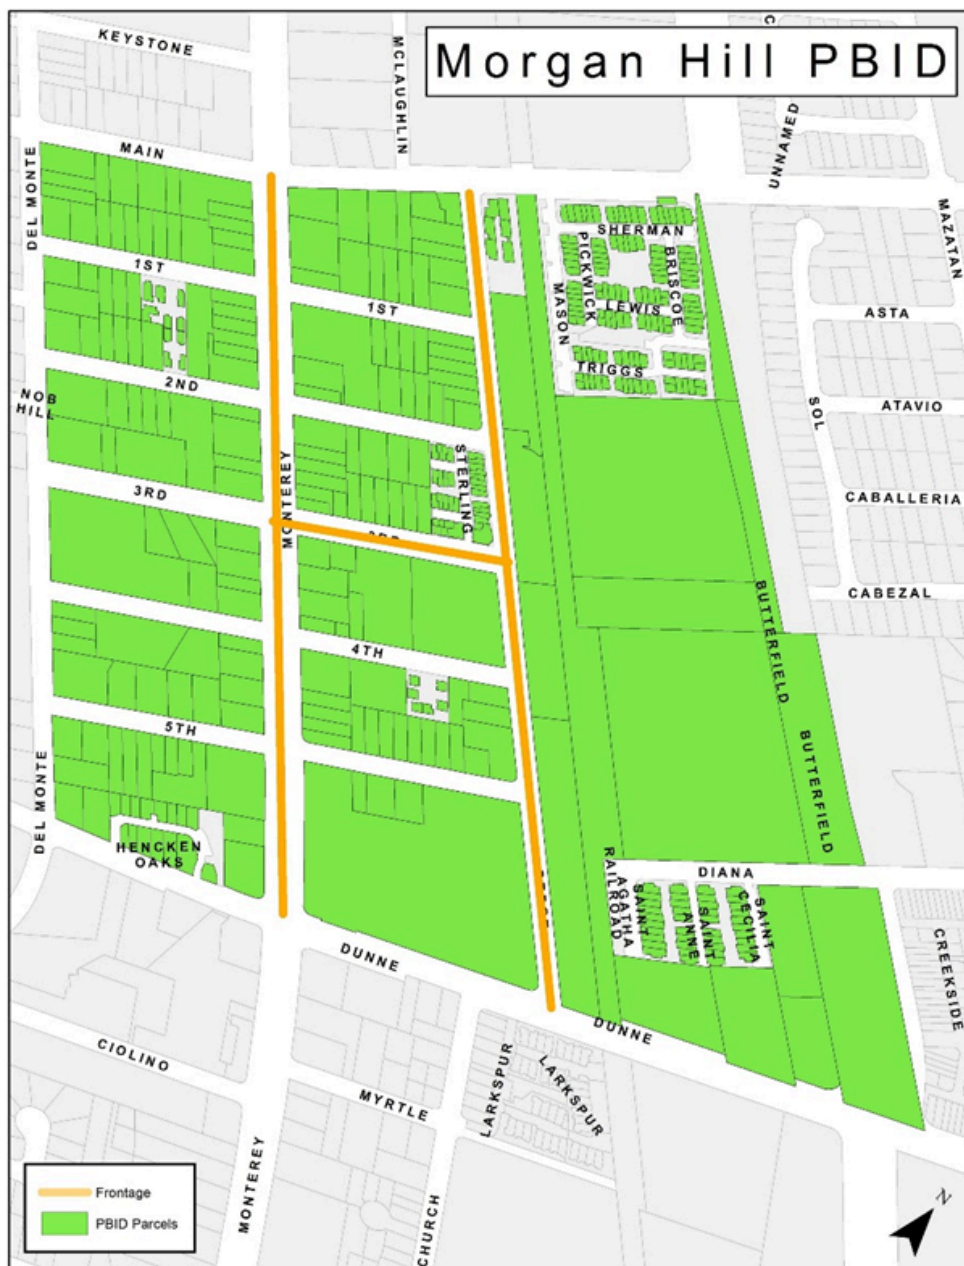 Morgan Hill PBID
KEYSTONE
MCLAUGHLIN
UNNAMED
MAIN
DEL MONTE
MAZATAN
SHERMAN
PICKWICK
BRISCOE
MASON
LEWIS
TRIGGS
1ST
1ST
ASTA
2ND
NOB
HILL
SOL
ATAVIO
STERLING
MONTEREY
3RD
CABALLERIA
CABEZAL
BUTTERFIELD
4TH
5TH
BUTTERFIELD
DEL MONTE
HENCKEN
OAKS
DIANA
RAILROAD
SAINT
AGATHA
SAINT
ANNE
SAINT
CECILIA
CREEKSIDE
DUNNE
DUNNE
CIOLINO
MYRTLE
LARKSPUR
LARKSPUR
MONTEREY
CHURCH
Frontage
PBID Parcels
N